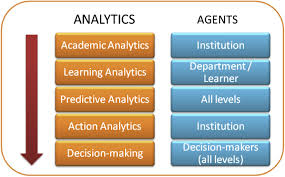 ANALYTICS AGENTS
Academic Analytics Institution
Learning Analytics Department /
Learner
Predictive Analytics All levels
Action Analytics Institution
Decision-making Decision-makers
(all levels)